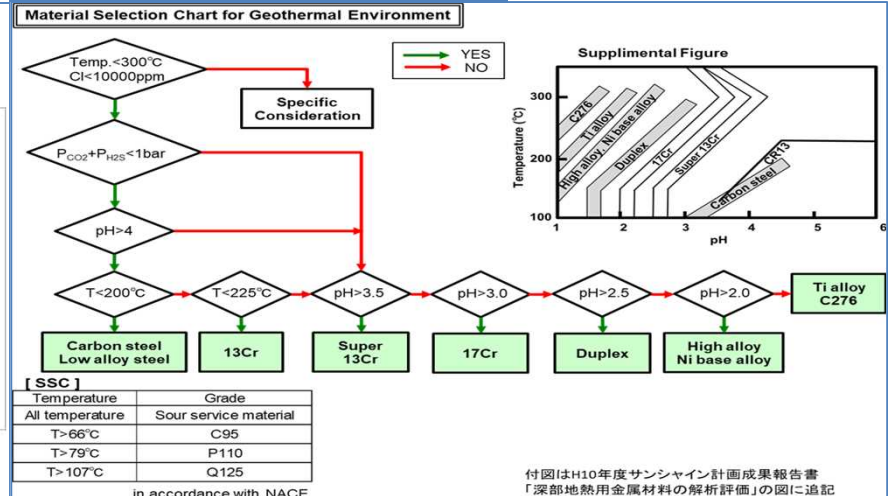 Material Selection Chart for Geothermal Environment
Temp.<300℃
Cl<10000ppm
YES
NO
Specific
Consideration
P_CO2+P_H2S<1bar
pH>4
T<200℃
T<225℃
pH>3.5
pH>3.0
pH>2.5
pH>2.0
Ti alloy
C276
Carbon steel
Low alloy steel
13Cr
Super
13Cr
17Cr
Duplex
High alloy
Ni base alloy
Supplimental Figure
Temperature (℃)
300
200
100
1
2
3
4
5
6
pH
C276
Ti alloy
High alloy, Ni base alloy
Duplex
17Cr
Super 13Cr
CR13
Carbon steel
[ SSC ]
Temperature Grade
All temperature Sour service material
T>66℃ C95
T>79℃ P110
T>107℃ Q125
in accordance with NACE
付図はH10年度サンシャイン計画成果報告書
「深部地熱用金属材料の解析評価」の図に追記